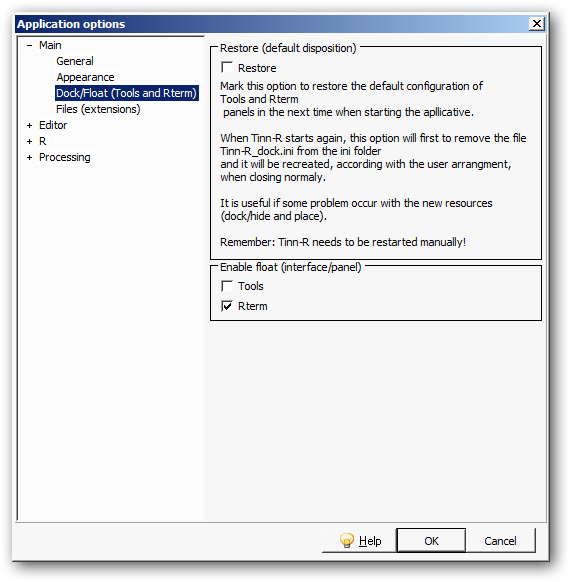 Application options
− Main
General
Appearance
Dock/Float (Tools and Rterm)
Files (extensions)
+ Editor
+ R
+ Processing
Restore (default disposition)
Restore
Mark this option to restore the default configuration of
Tools and Rterm
panels in the next time when starting the apllicative.
When Tinn-R starts again, this option will first to remove the file
Tinn-R_dock.ini from the ini folder
and it will be recreated, according with the user arrangment,
when closing normaly.
It is useful if some problem occur with the new resources
(dock/hide and place).
Remember: Tinn-R needs to be restarted manually!
Enable float (interface/panel)
Tools
Rterm
Help
OK
Cancel